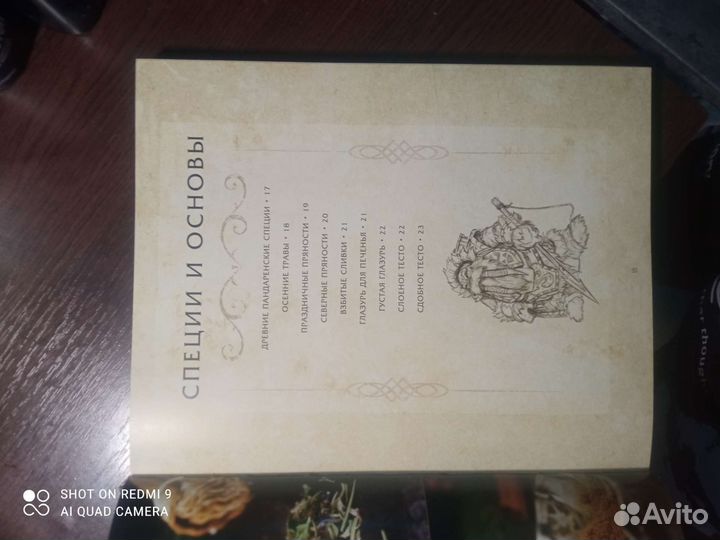 СПЕЦИИ И ОСНОВЫ
ДРЕВНИЕ ПАНДАРЕНСКИЕ СПЕЦИИ • 17
ОСЕННИЕ ТРАВЫ • 18
ПРАЗДНИЧНЫЕ ПРЯНОСТИ • 19
СЕВЕРНЫЕ ПРЯНОСТИ • 20
ВЗБИТЫЕ СЛИВКИ • 21
ГЛАЗУРЬ ДЛЯ ПЕЧЕНЬЯ • 21
ГУСТАЯ ГЛАЗУРЬ • 22
СЛОЕНОЕ ТЕСТО • 22
СДОБНОЕ ТЕСТО • 23
SHOT ON REDMI 9
AI QUAD CAMERA
Avito